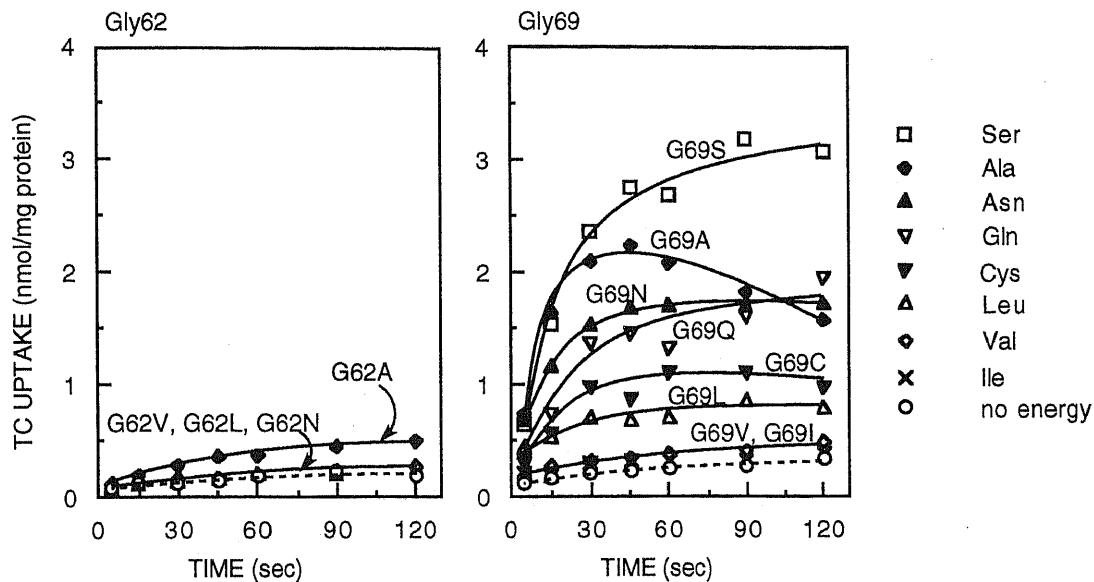 Gly62
Gly69
TC UPTAKE (nmol/mg protein)
4
3
2
1
0
G62V, G62L, G62N
G62A
0 30 60 90 120
TIME (sec)
4
3
2
1
0
G69S
G69A
G69N
G69Q
G69C
G69L
G69V, G69I
0 30 60 90 120
TIME (sec)
Ser
Ala
Asn
Gln
Cys
Leu
Val
Ile
no energy